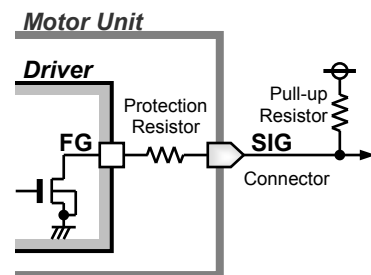 Motor Unit
Driver
Protection
Resistor
Pull-up
Resistor
FG
SIG
Connector